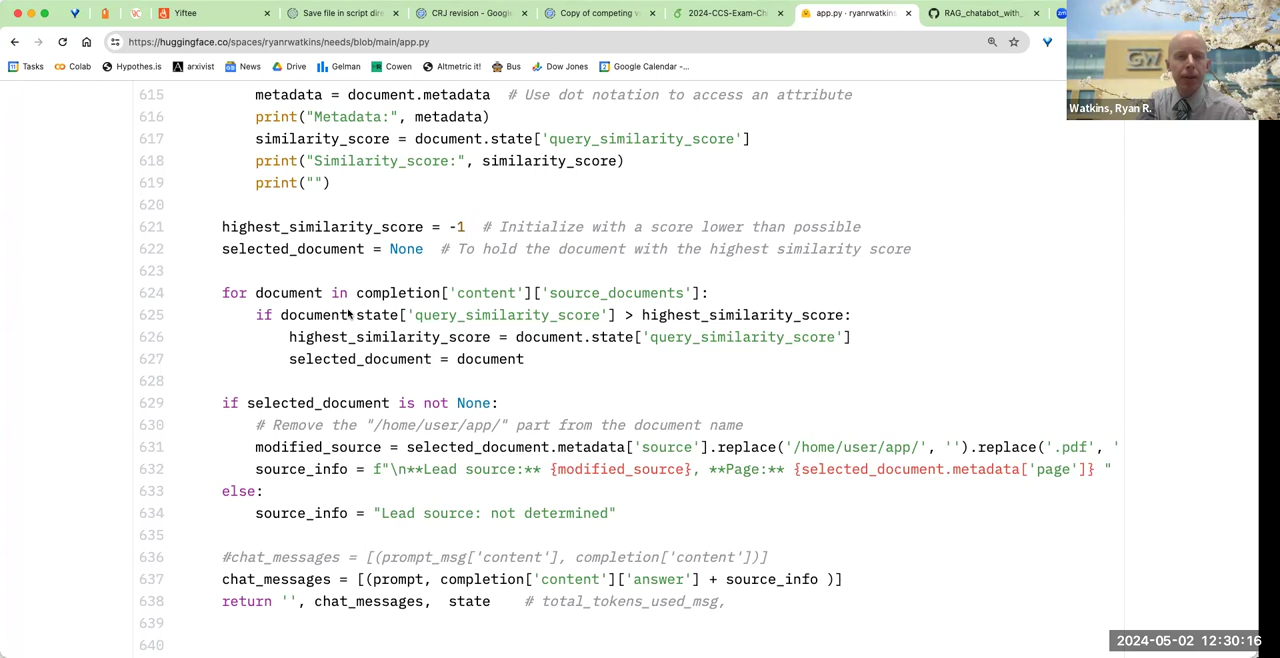 Yiftee
Save file in script dire
CRJ revision - Google
Copy of competing v
2024-CCS-Exam-Ch
app.py · ryanrwatkins
RAG_chatabot_with_
zm
https://huggingface.co/spaces/ryanrwatkins/needs/blob/main/app.py
Tasks
Colab
Hypothes.is
arxivist
News
Drive
Gelman
Cowen
Altmetric it!
Bus
Dow Jones
Google Calendar -...
GW
Watkins, Ryan R.
615 metadata = document.metadata # Use dot notation to access an attribute
616 print("Metadata:", metadata)
617 similarity_score = document.state['query_similarity_score']
618 print("Similarity_score:", similarity_score)
619 print("")
620
621 highest_similarity_score = -1 # Initialize with a score lower than possible
622 selected_document = None # To hold the document with the highest similarity score
623
624 for document in completion['content']['source_documents']:
625 if document.state['query_similarity_score'] > highest_similarity_score:
626 highest_similarity_score = document.state['query_similarity_score']
627 selected_document = document
628
629 if selected_document is not None:
630 # Remove the "/home/user/app/" part from the document name
631 modified_source = selected_document.metadata['source'].replace('/home/user/app/', '').replace('.pdf', '
632 source_info = f"\n**Lead source:** {modified_source}, **Page:** {selected_document.metadata['page']} "
633 else:
634 source_info = "Lead source: not determined"
635
636 #chat_messages = [(prompt_msg['content'], completion['content'])]
637 chat_messages = [(prompt, completion['content']['answer'] + source_info )]
638 return '', chat_messages, state # total_tokens_used_msg,
639
640
2024-05-02 12:30:16